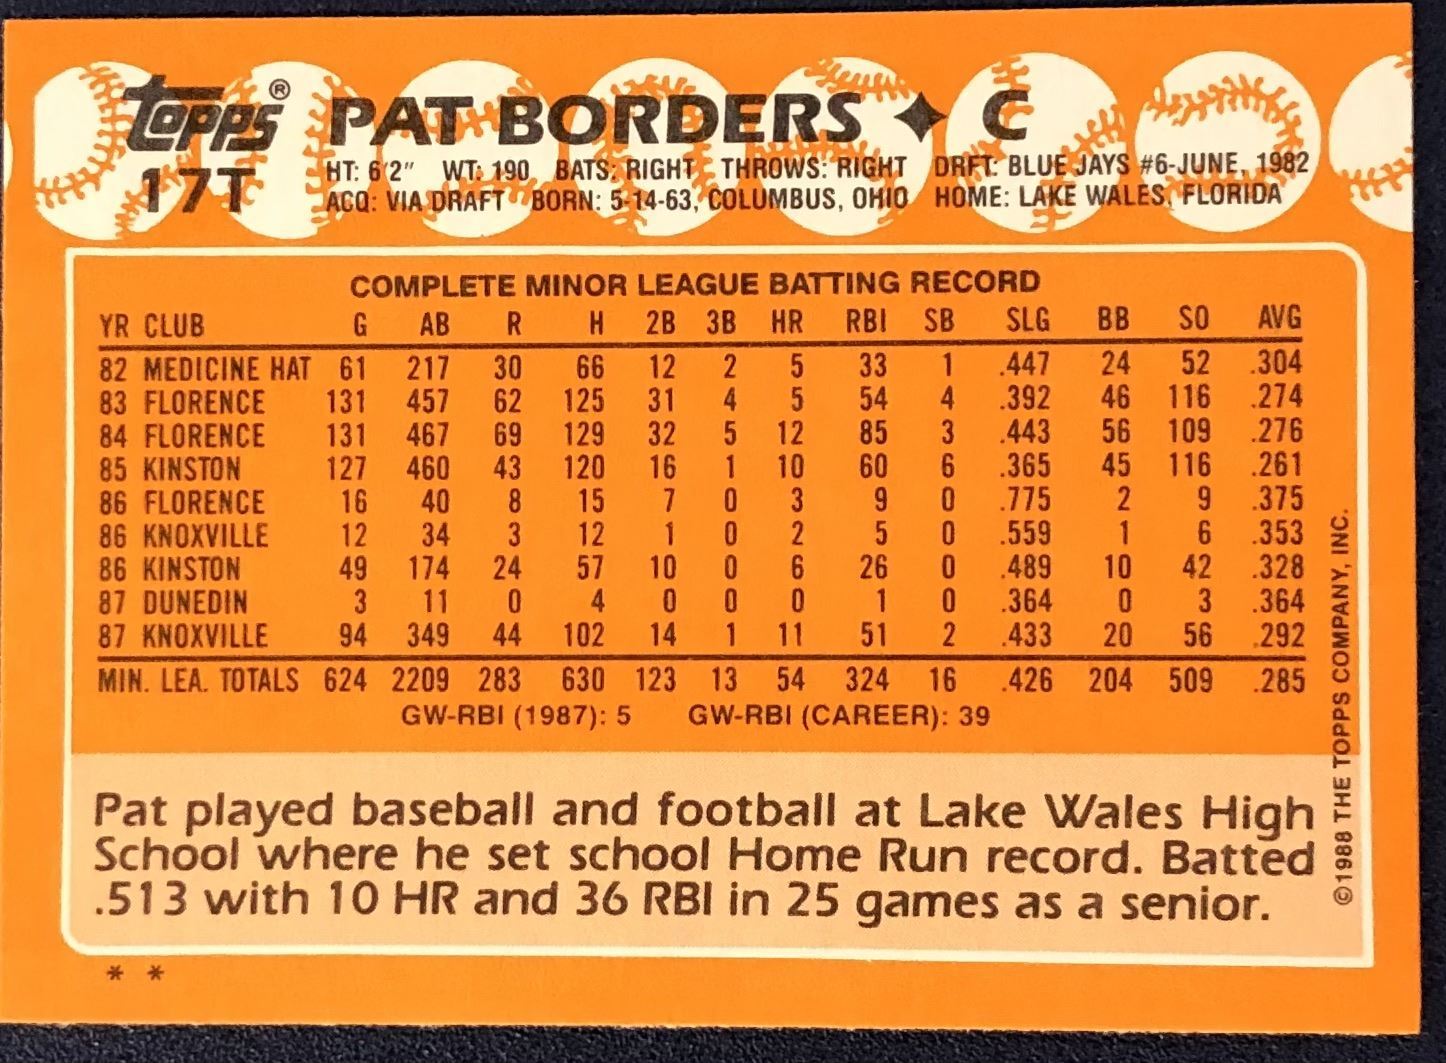 topps® PAT BORDERS ✦ C
17T
HT: 6'2" WT: 190 BATS: RIGHT THROWS: RIGHT DRFT: BLUE JAYS #6-JUNE, 1982
ACQ: VIA DRAFT BORN: 5-14-63, COLUMBUS, OHIO HOME: LAKE WALES, FLORIDA
COMPLETE MINOR LEAGUE BATTING RECORD
YR CLUB G AB R H 2B 3B HR RBI SB SLG BB SO AVG
82 MEDICINE HAT 61 217 30 66 12 2 5 33 1 .447 24 52 .304
83 FLORENCE 131 457 62 125 31 4 5 54 4 .392 46 116 .274
84 FLORENCE 131 467 69 129 32 5 12 85 3 .443 56 109 .276
85 KINSTON 127 460 43 120 16 1 10 60 6 .365 45 116 .261
86 FLORENCE 16 40 8 15 7 0 3 9 0 .775 2 9 .375
86 KNOXVILLE 12 34 3 12 1 0 2 5 0 .559 1 6 .353
86 KINSTON 49 174 24 57 10 0 6 26 0 .489 10 42 .328
87 DUNEDIN 3 11 0 4 0 0 0 1 0 .364 0 3 .364
87 KNOXVILLE 94 349 44 102 14 1 11 51 2 .433 20 56 .292
MIN. LEA. TOTALS 624 2209 283 630 123 13 54 324 16 .426 204 509 .285
GW-RBI (1987): 5 GW-RBI (CAREER): 39
Pat played baseball and football at Lake Wales High
School where he set school Home Run record. Batted
.513 with 10 HR and 36 RBI in 25 games as a senior.
©1988 THE TOPPS COMPANY, INC.
* *